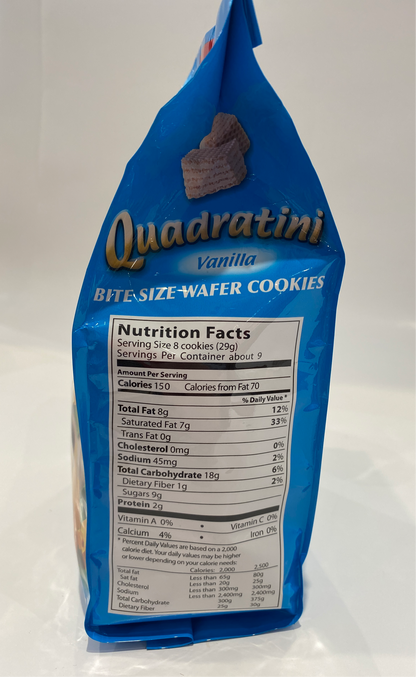 Quadratini
Vanilla
BITE SIZE WAFER COOKIES
Nutrition Facts
Serving Size 8 cookies (29g)
Servings Per Container about 9
Amount Per Serving
Calories 150 Calories from Fat 70
% Daily Value *
Total Fat 8g 12%
Saturated Fat 7g 33%
Trans Fat 0g
Cholesterol 0mg 0%
Sodium 45mg 2%
Total Carbohydrate 18g 6%
Dietary Fiber 1g 2%
Sugars 9g
Protein 2g
Vitamin A 0% • Vitamin C 0%
Calcium 4% • Iron 0%
* Percent Daily Values are based on a 2,000
calorie diet. Your daily values may be higher
or lower depending on your calorie needs:
Calories: 2,000 2,500
Total fat Less than 65g 80g
Sat fat Less than 20g 25g
Cholesterol Less than 300mg 300mg
Sodium Less than 2,400mg 2,400mg
Total Carbohydrate 300g 375g
Dietary Fiber 25g 30g